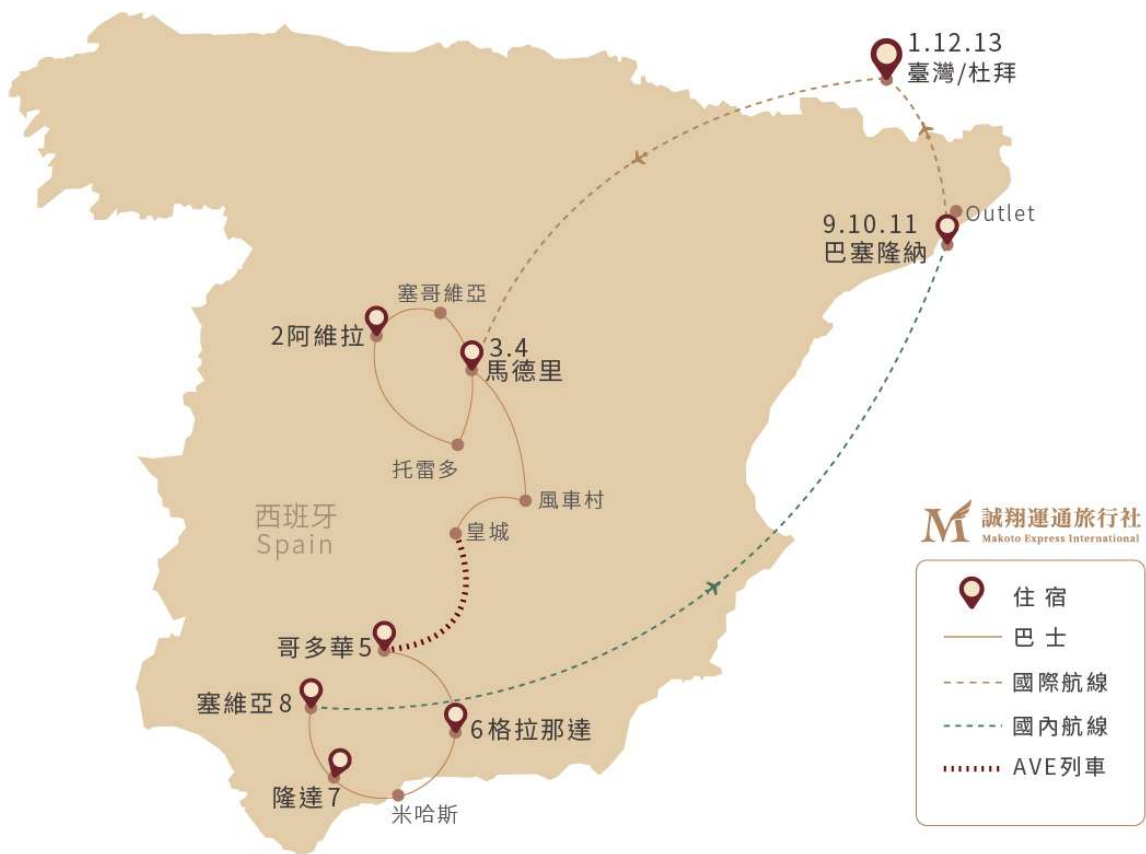 1.12.13
臺灣/杜拜
Outlet
9.10.11
巴塞隆納
塞哥維亞
2阿維拉
3.4
馬德里
托雷多
風車村
皇城
西班牙
Spain
哥多華5
塞維亞8
6格拉那達
隆達7
米哈斯
M 誠翔運通旅行社
Makoto Express International
住宿
巴士
國際航線
國內航線
AVE列車